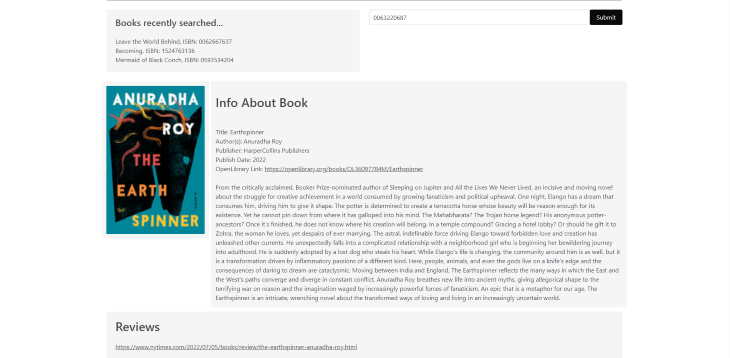 Books recently searched...
Leave the World Behind, ISBN: 0062667637
Becoming, ISBN: 1524763136
Mermaid of Black Conch, ISBN: 0593534204
0063220687
Submit
ANURADHA
ROY
THE
EARTH
SPINNER
Info About Book
Title: Earthspinner
Author(s): Anuradha Roy
Publisher: HarperCollins Publishers
Publish Date: 2022
OpenLibrary Link: https://openlibrary.org/books/OL36097784M/Earthspinner
From the critically acclaimed, Booker Prize-nominated author of Sleeping on Jupiter and All the Lives We Never Lived, an incisive and moving novel
about the struggle for creative achievement in a world consumed by growing fanaticism and political upheaval. One night, Elango has a dream that
consumes him, driving him to give it shape. The potter is determined to create a terracotta horse whose beauty will be reason enough for its
existence. Yet he cannot pin down from where it has galloped into his mind. The Mahabharata? The Trojan horse legend? His anonymous potter-
ancestors? Once it's finished, he does not know where his creation will belong. In a temple compound? Gracing a hotel lobby? Or should he gift it to
Zohra, the woman he loves, yet despairs of ever marrying. The astral, indefinable force driving Elango toward forbidden love and creation has
unleashed other currents. He unexpectedly falls into a complicated relationship with a neighborhood girl who is beginning her bewildering journey
into adulthood. He is suddenly adopted by a lost dog who steals his heart. While Elango's life is changing, the community around him is as well, but it
is a transformation driven by inflammatory passions of a different kind. Here, people, animals, and even the gods live on a knife's edge and the
consequences of daring to dream are cataclysmic. Moving between India and England, The Earthspinner reflects the many ways in which the East and
the West's paths converge and diverge in constant conflict. Anuradha Roy breathes new life into ancient myths, giving allegorical shape to the
terrifying war on reason and the imagination waged by increasingly powerful forces of fanaticism. An epic that is a metaphor for our age, The
Earthspinner is an intricate, wrenching novel about the transformed ways of loving and living in an increasingly uncertain world.
Reviews
https://www.nytimes.com/2022/07/05/books/review/the-earthspinner-anuradha-roy.html